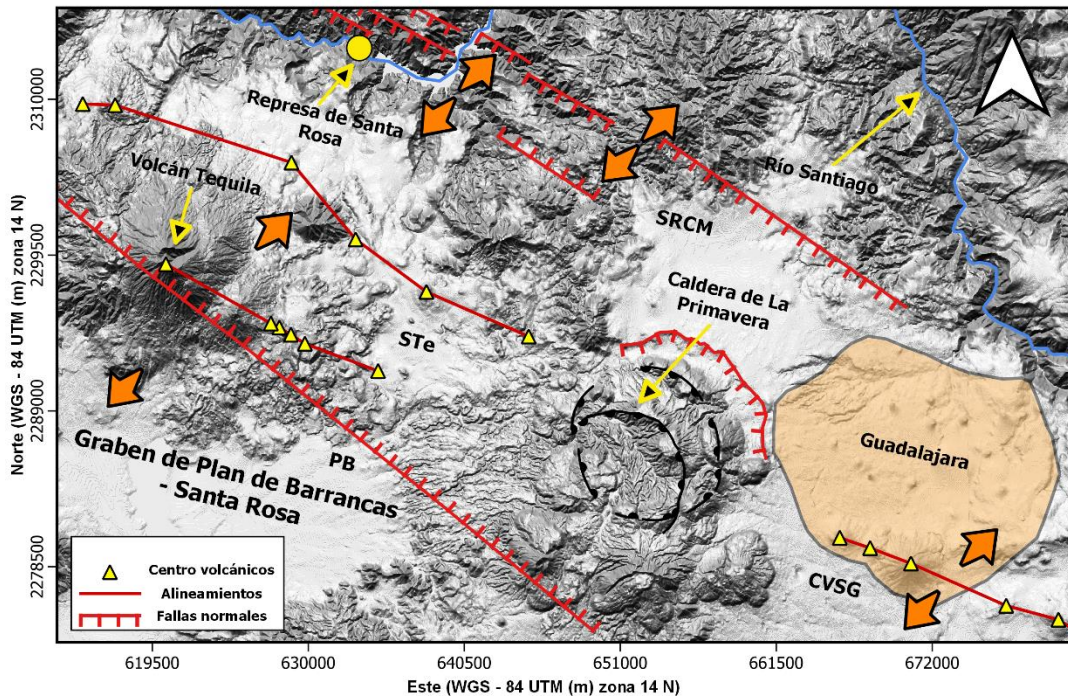 Norte (WGS - 84 UTM (m) zona 14 N)
2310000
2299500
2289000
2278500
Represa de Santa
Rosa
Volcán Tequila
Río Santiago
SRCM
Caldera de La
Primavera
STe
Guadalajara
PB
Graben de Plan de Barrancas
- Santa Rosa
CVSG
Centro volcánicos
Alineamientos
Fallas normales
619500
630000
640500
651000
661500
672000
Este (WGS - 84 UTM (m) zona 14 N)